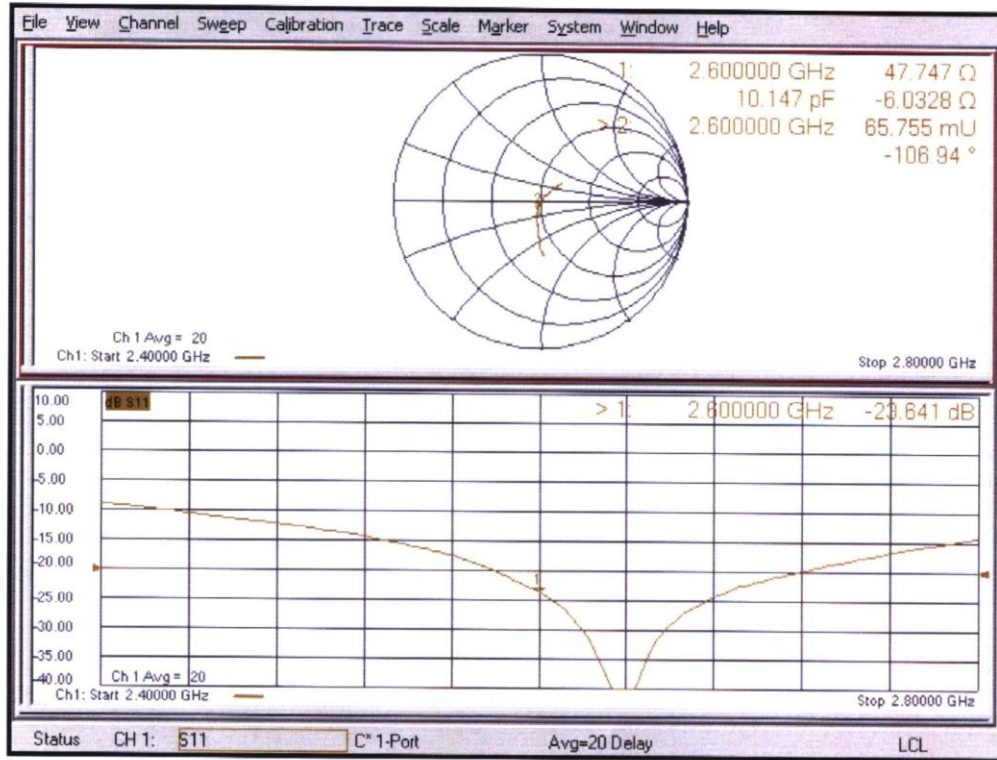 File View Channel Sweep Calibration Trace Scale Marker System Window Help
1: 2.600000 GHz 47.747 Ω
10.147 pF -6.0328 Ω
> 2: 2.600000 GHz 65.755 mU
-106.94 °
Ch 1 Avg = 20
Ch1: Start 2.40000 GHz
Stop 2.80000 GHz
10.00
dB S11
> 1: 2.600000 GHz -23.641 dB
5.00
0.00
-5.00
-10.00
-15.00
-20.00
1
-25.00
-30.00
-35.00
-40.00
Ch 1 Avg = 20
Ch1: Start 2.40000 GHz
Stop 2.80000 GHz
Status CH 1: S11 C* 1-Port Avg=20 Delay LCL